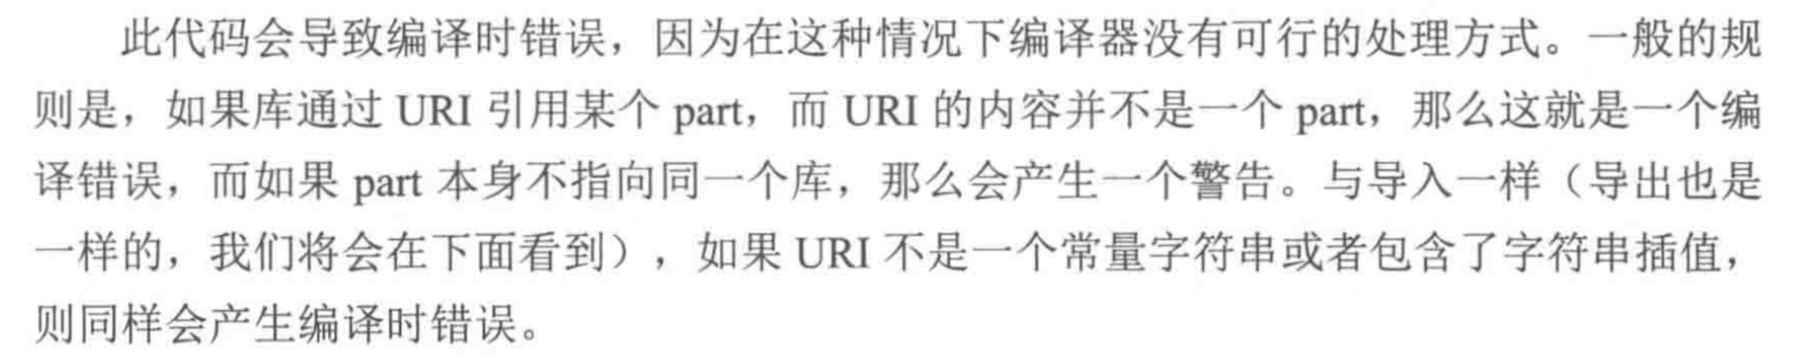 此代码会导致编译时错误，因为在这种情况下编译器没有可行的处理方式。一般的规
则是，如果库通过 URI 引用某个 part，而 URI 的内容并不是一个 part，那么这就是一个编
译错误，而如果 part 本身不指向同一个库，那么会产生一个警告。与导入一样（导出也是
一样的，我们将会在下面看到），如果 URI 不是一个常量字符串或者包含了字符串插值，
则同样会产生编译时错误。